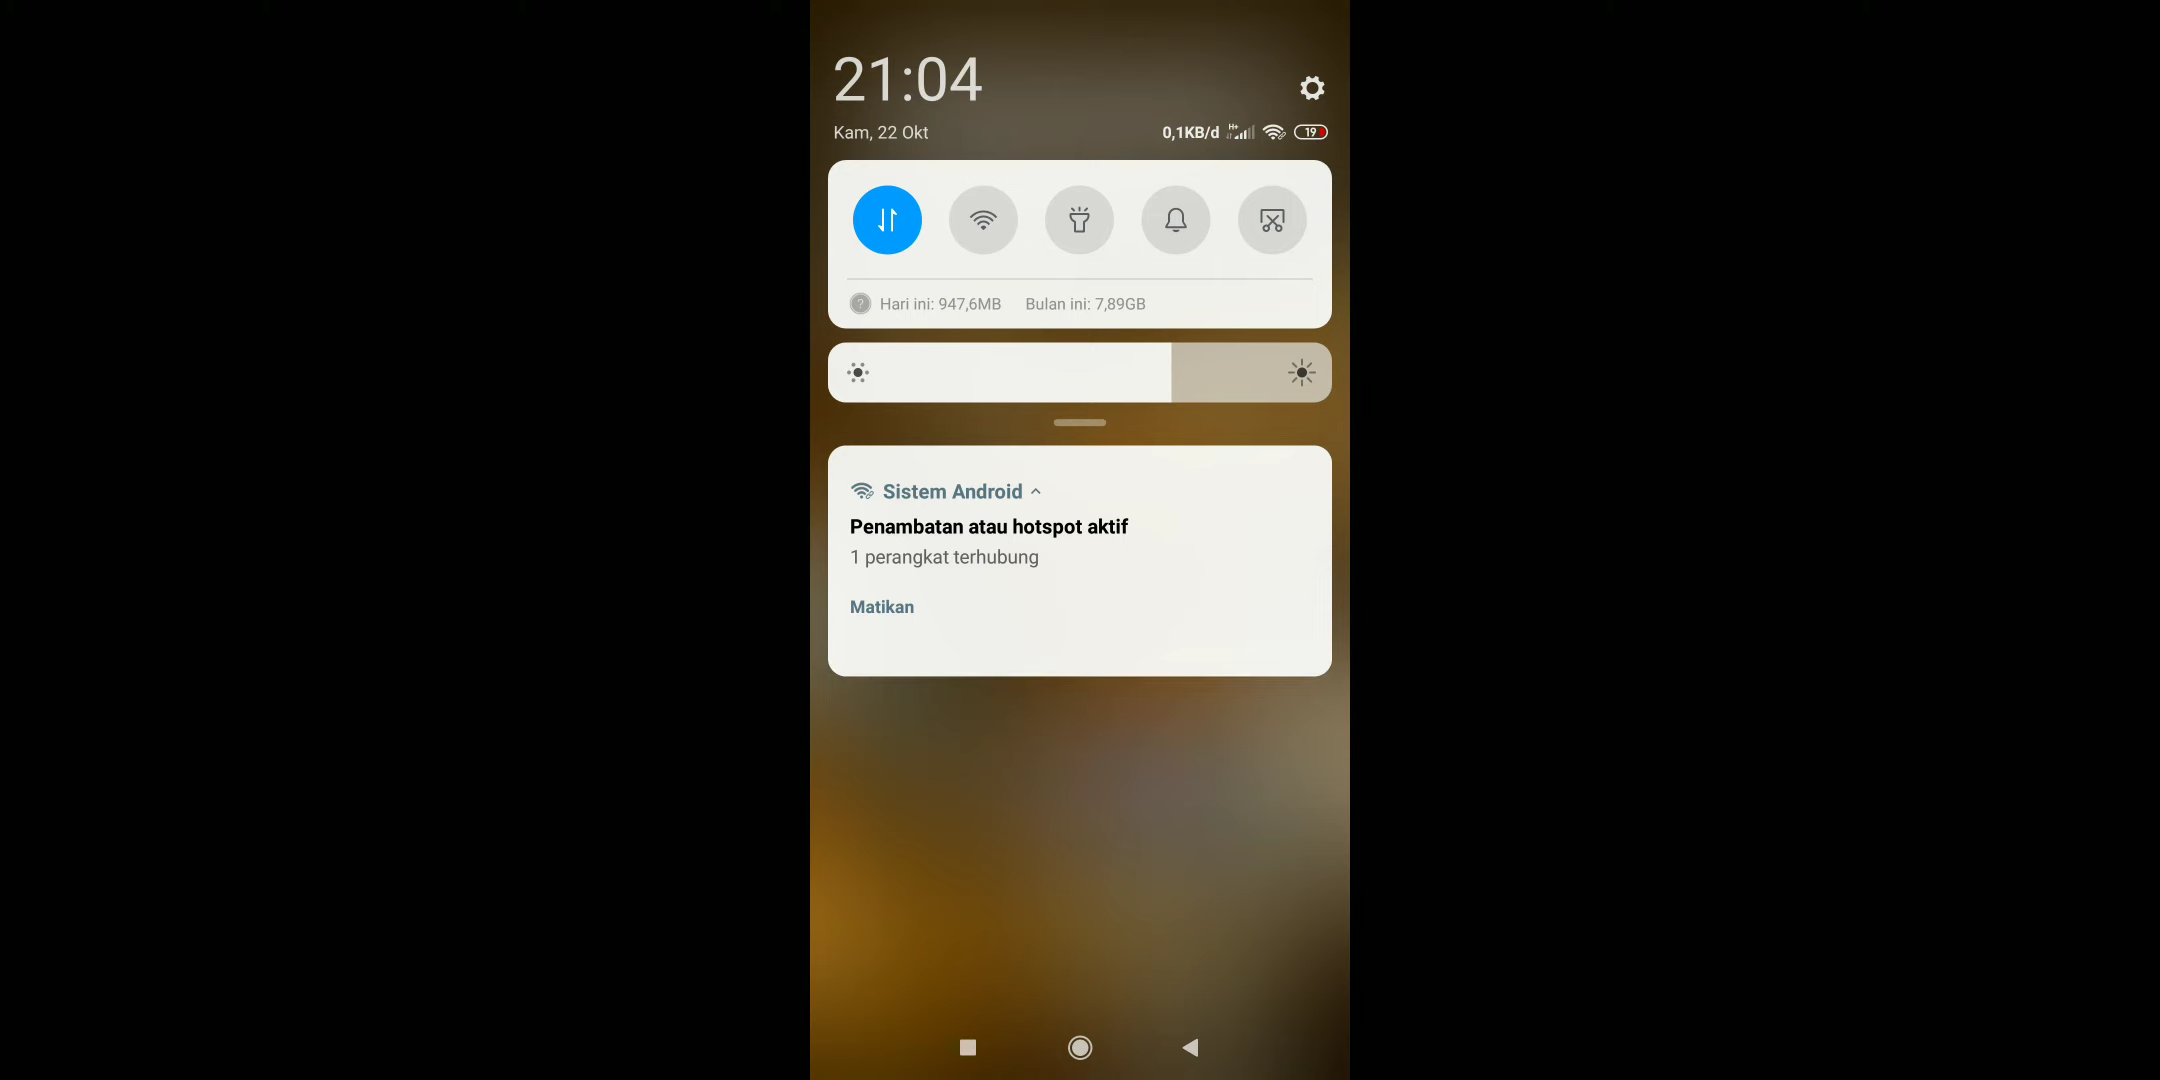 21:04
Kam, 22 Okt
0,1KB/d H+ 19
?
Hari ini: 947,6MB Bulan ini: 7,89GB
Sistem Android
Penambatan atau hotspot aktif
1 perangkat terhubung
Matikan